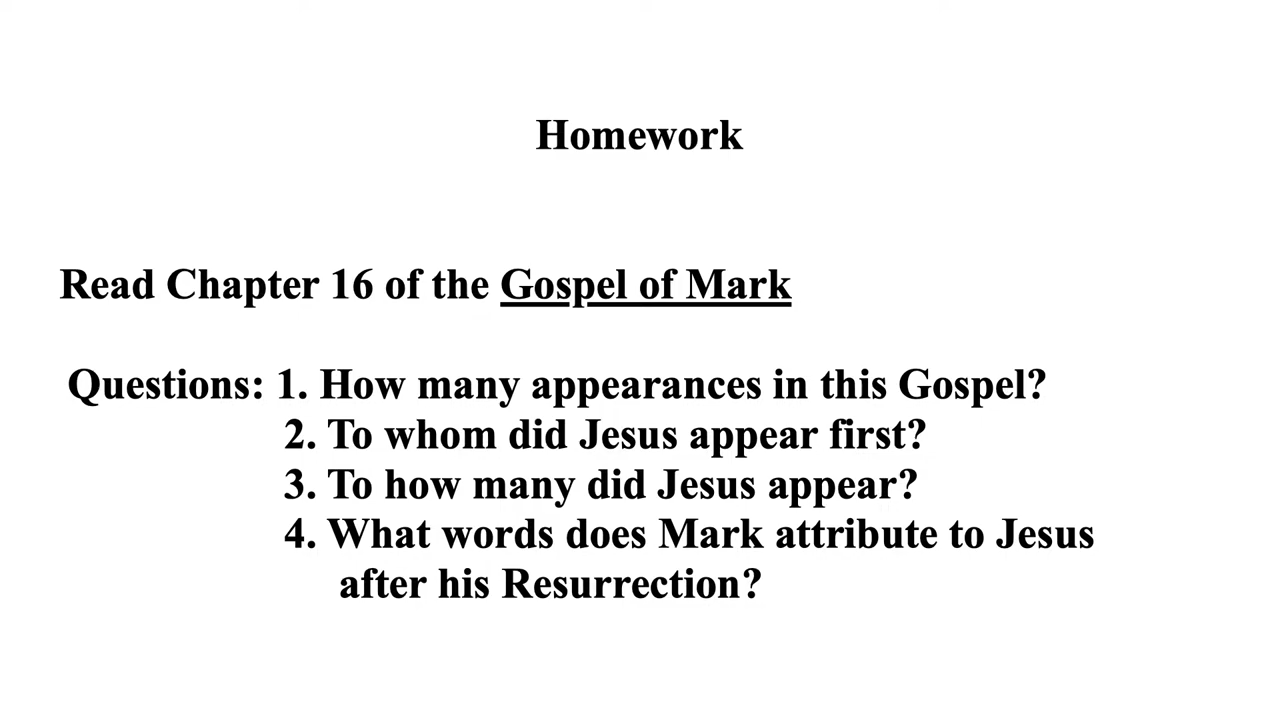 Homework
Read Chapter 16 of the Gospel of Mark
Questions: 1. How many appearances in this Gospel?
2. To whom did Jesus appear first?
3. To how many did Jesus appear?
4. What words does Mark attribute to Jesus
after his Resurrection?